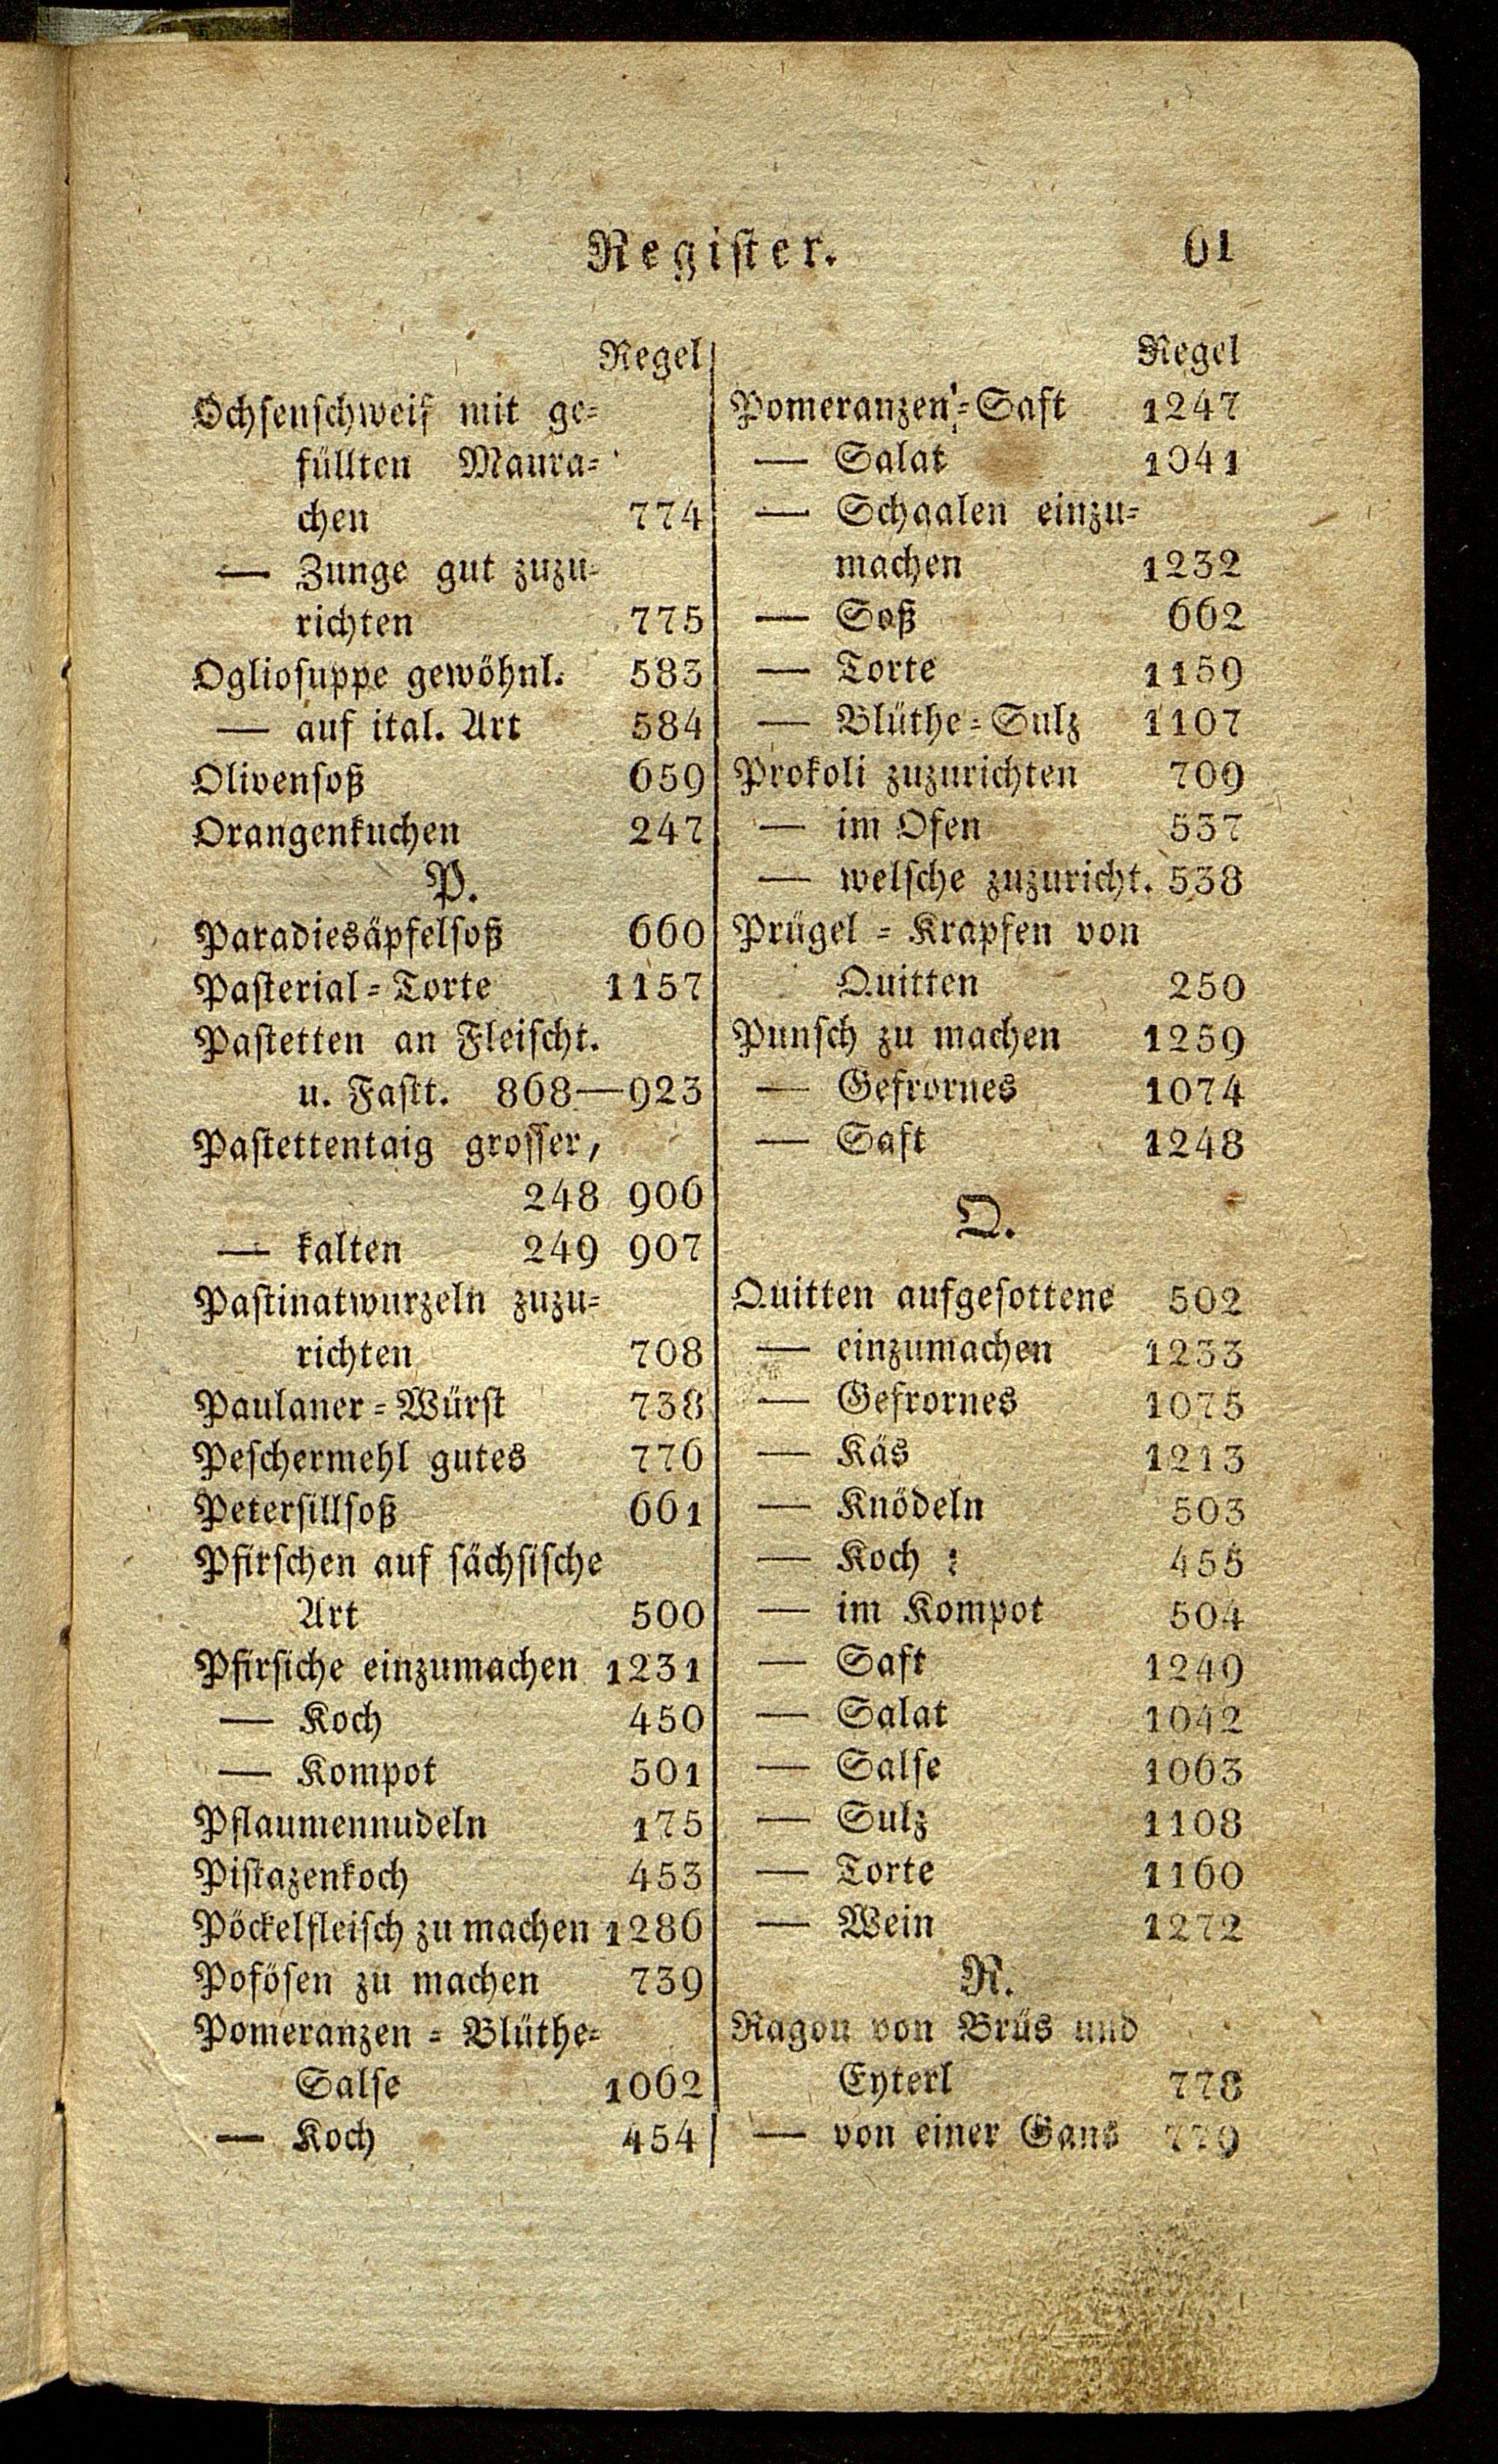 Register. 61
Regel
Ochsenschweif mit ge=
füllten Maura=
chen 774
— Zunge gut zuzu=
richten 775
Ogliosuppe gewöhnl. 583
— auf ital. Art 584
Olivensoß 659
Orangenkuchen 247
P.
Paradiesäpfelsoß 660
Pasterial=Torte 1157
Pastetten an Fleischt.
u. Fastt. 868—923
Pastettentaig grosser,
248 906
— kalten 249 907
Pastinatwurzeln zuzu=
richten 708
Paulaner=Würst 738
Peschermehl gutes 776
Petersillsoß 661
Pfirschen auf sächsische
Art 500
Pfirsiche einzumachen 1231
— Koch 450
— Kompot 501
Pflaumennudeln 175
Pistazenkoch 453
Pöckelfleisch zu machen 1286
Pofösen zu machen 739
Pomeranzen=Blüthe=
Salse 1062
— Koch 454
Regel
Pomeranzen=Saft 1247
— Salat 1041
— Schaalen einzu=
machen 1232
— Soß 662
— Torte 1159
— Blüthe=Sulz 1107
Prokoli zuzurichten 709
— im Ofen 537
— welsche zuzuricht. 538
Prügel=Krapfen von
Quitten 250
Punsch zu machen 1259
— Gefrornes 1074
— Saft 1248
Q.
Quitten aufgesottene 502
— einzumachen 1233
— Gefrornes 1075
— Käs 1213
— Knödeln 503
— Koch 455
— im Kompot 504
— Saft 1249
— Salat 1042
— Salse 1063
— Sulz 1108
— Torte 1160
— Wein 1272
R.
Ragou von Brüs und
Eyterl 778
— von einer Gans 779